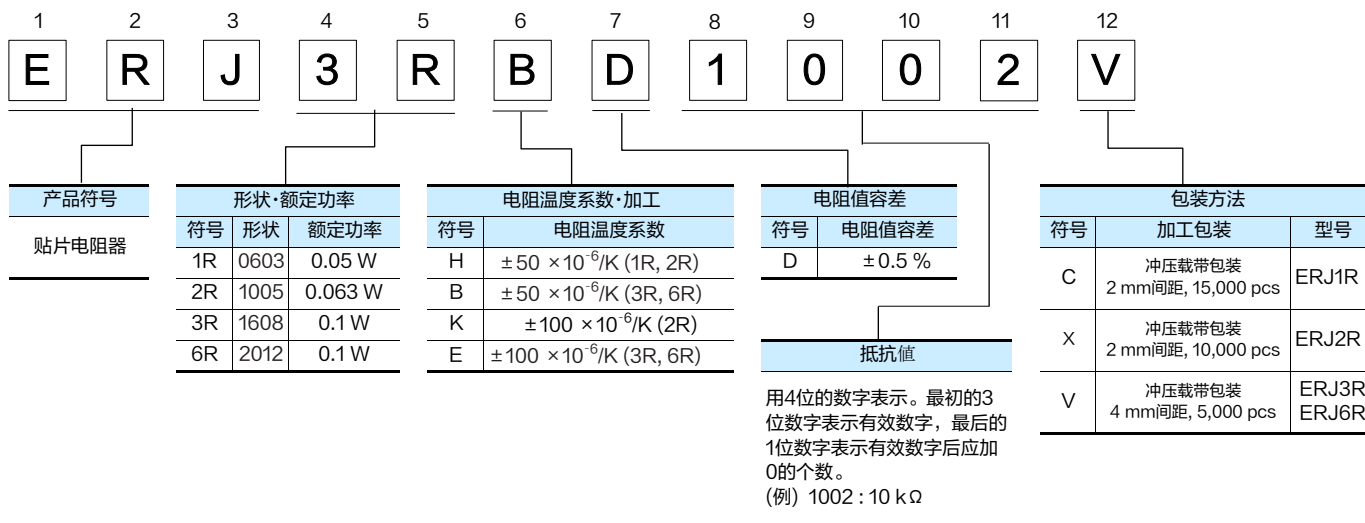 1 2 3 4 5 6 7 8 9 10 11 12
E R J 3 R B D 1 0 0 2 V
产品符号
贴片电阻器
形状·额定功率
符号 形状 额定功率
1R 0603 0.05 W
2R 1005 0.063 W
3R 1608 0.1 W
6R 2012 0.1 W
电阻温度系数·加工
符号 电阻温度系数
H ±50 ×10⁻⁶/K (1R, 2R)
B ±50 ×10⁻⁶/K (3R, 6R)
K ±100 ×10⁻⁶/K (2R)
E ±100 ×10⁻⁶/K (3R, 6R)
电阻值容差
符号 电阻值容差
D ±0.5 %
抵抗値
用4位的数字表示。最初的3
位数字表示有效数字，最后的
1位数字表示有效数字后应加
0的个数。
(例) 1002 : 10 kΩ
包装方法
符号 加工包装 型号
C 冲压载带包装 ERJ1R
2 mm间距, 15,000 pcs
X 冲压载带包装 ERJ2R
2 mm间距, 10,000 pcs
V 冲压载带包装 ERJ3R
4 mm间距, 5,000 pcs ERJ6R